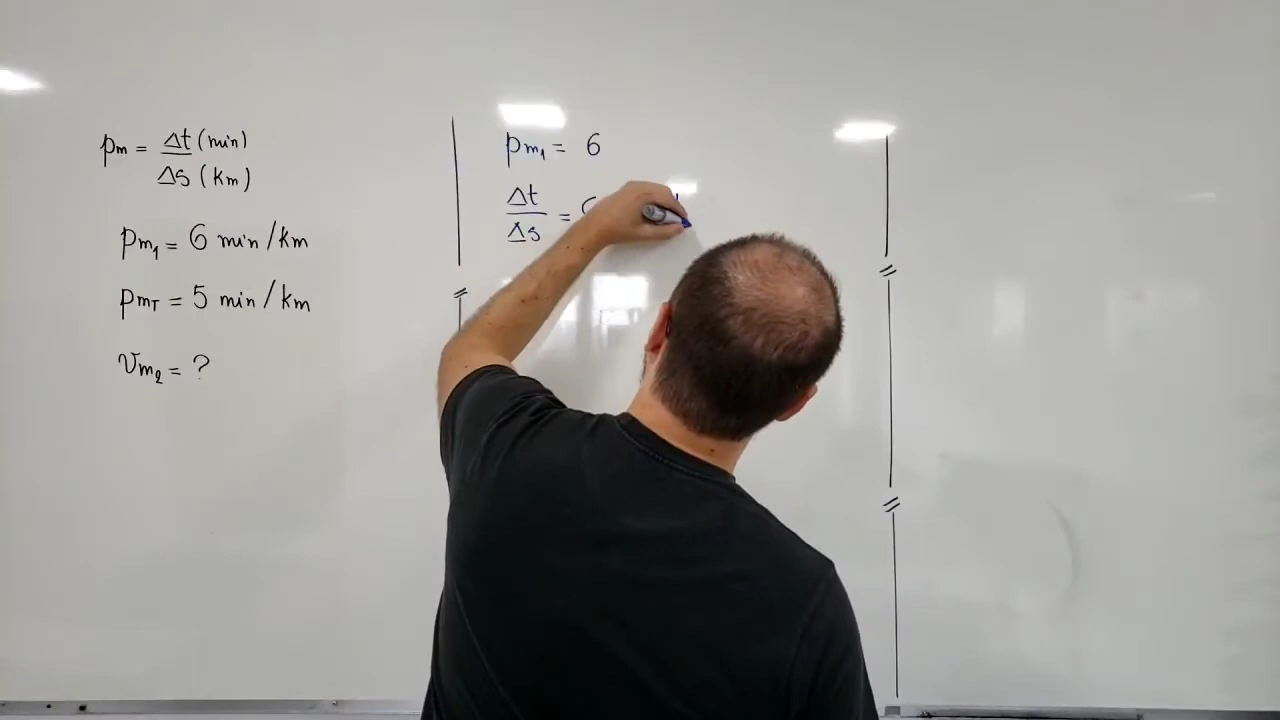 pm = Δt (min)
Δs (km)
pm₁ = 6 min/km
pmT = 5 min/km
vm₂ = ?
pm₁ = 6
Δt
Δs =